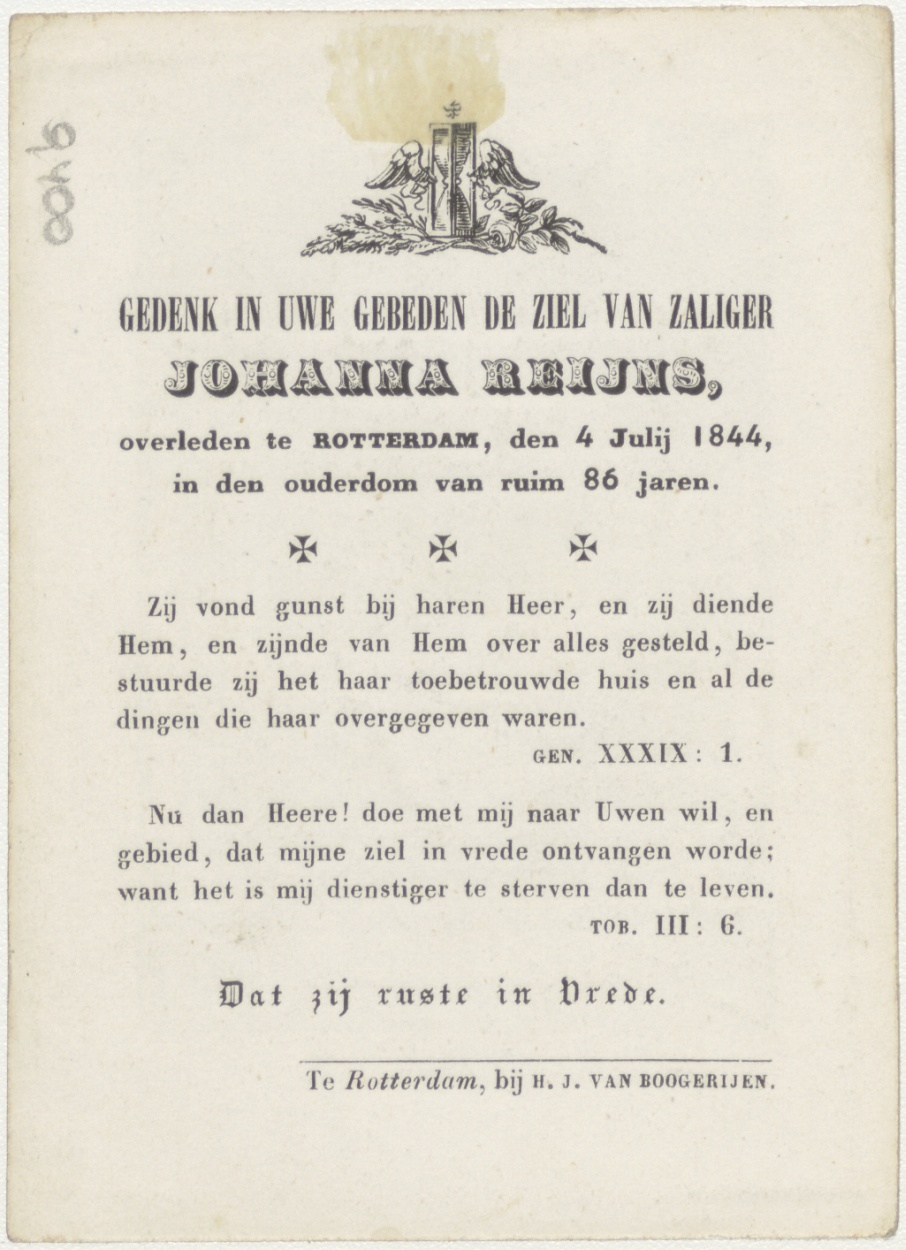 9400
GEDENK IN UWE GEBEDEN DE ZIEL VAN ZALIGER
JOHANNA REIJNS,
overleden te ROTTERDAM, den 4 Julij 1844,
in den ouderdom van ruim 86 jaren.
✠ ✠ ✠
Zij vond gunst bij haren Heer, en zij diende
Hem, en zijnde van Hem over alles gesteld, be-
stuurde zij het haar toebetrouwde huis en al de
dingen die haar overgegeven waren.
GEN. XXXIX: 1.
Nu dan Heere! doe met mij naar Uwen wil, en
gebied, dat mijne ziel in vrede ontvangen worde;
want het is mij dienstiger te sterven dan te leven.
TOB. III: 6.
Dat zij ruste in Vrede.
Te Rotterdam, bij H. J. VAN BOOGERIJEN.